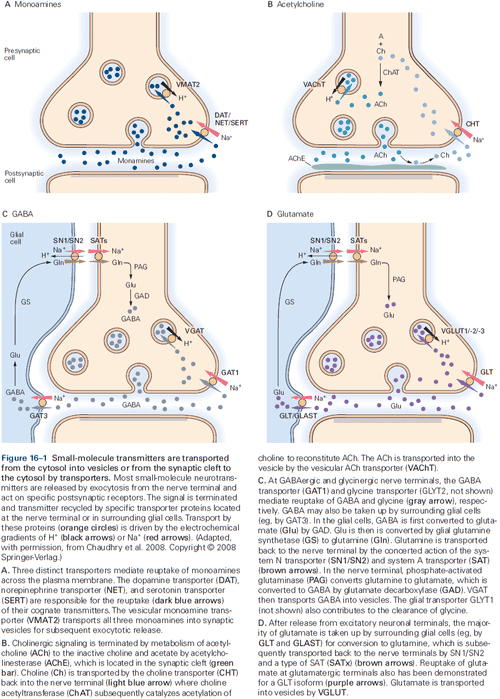 A Monoamines
Presynaptic
cell
VMAT2
H+
DAT/
NET/SERT
Na+
Monoamines
Postsynaptic
cell
B Acetylcholine
A
+
Ch
ChAT
VAChT
H+
ACh
CHT
Na+
AChE
ACh
Ch
C GABA
Glial
cell
SN1/SN2
SATs
Na+
Na+
H+
Gln
Gln
PAG
GS
Glu
GAD
GABA
VGAT
H+
Glu
GAT1
GABA
Na+
Na+
GABA
GAT3
D Glutamate
SN1/SN2
SATs
Na+
Na+
H+
Gln
Gln
PAG
GS
Glu
VGLUT1/-2/-3
H+
Glu
GLT
Na+
Na+
Glu
GLT/GLAST
Figure 16–1 Small-molecule transmitters are transported
from the cytosol into vesicles or from the synaptic cleft to
the cytosol by transporters. Most small-molecule neurotrans-
mitters are released by exocytosis from the nerve terminal and
act on specific postsynaptic receptors. The signal is terminated
and transmitter recycled by specific transporter proteins located
at the nerve terminal or in surrounding glial cells. Transport by
these proteins (orange circles) is driven by the electrochemical
gradients of H+ (black arrows) or Na+ (red arrows). (Adapted,
with permission, from Chaudhry et al. 2008. Copyright © 2008
Springer-Verlag.)
A. Three distinct transporters mediate reuptake of monoamines
across the plasma membrane. The dopamine transporter (DAT),
norepinephrine transporter (NET), and serotonin transporter
(SERT) are responsible for the reuptake (dark blue arrows)
of their cognate transmitters. The vesicular monoamine trans-
porter (VMAT2) transports all three monoamines into synaptic
vesicles for subsequent exocytotic release.
B. Cholinergic signaling is terminated by metabolism of acetyl-
choline (ACh) to the inactive choline and acetate by acetylcho-
linesterase (AChE), which is located in the synaptic cleft (green
bar). Choline (Ch) is transported by the choline transporter (CHT)
back into the nerve terminal (light blue arrow) where choline
acetyltransferase (ChAT) subsequently catalyzes acetylation of
choline to reconstitute ACh. The ACh is transported into the
vesicle by the vesicular ACh transporter (VAChT).
C. At GABAergic and glycinergic nerve terminals, the GABA
transporter (GAT1) and glycine transporter (GLYT2, not shown)
mediate reuptake of GABA and glycine (gray arrow), respec-
tively. GABA may also be taken up by surrounding glial cells
(eg, by GAT3). In the glial cells, GABA is first converted to gluta-
mate (Glu) by GAD. Glu then is converted by glial glutamine
synthetase (GS) to glutamine (Gln). Glutamine is transported
back to the nerve terminal by the concerted action of the sys-
tem N transporter (SN1/SN2) and system A transporter (SAT)
(brown arrows). In the nerve terminal, phosphate-activated
glutaminase (PAG) converts glutamine to glutamate, which is
converted to GABA by glutamate decarboxylase (GAD). VGAT
then transports GABA into vesicles. The glial transporter GLYT1
(not shown) also contributes to the clearance of glycine.
D. After release from excitatory neuronal terminals, the major-
ity of glutamate is taken up by surrounding glial cells (eg, by
GLT and GLAST) for conversion to glutamine, which is subse-
quently transported back to the nerve terminals by SN1/SN2
and a type of SAT (SATx) (brown arrows). Reuptake of gluta-
mate at glutamatergic terminals also has been demonstrated
for a GLT isoform (purple arrows). Glutamate is transported
into vesicles by VGLUT.